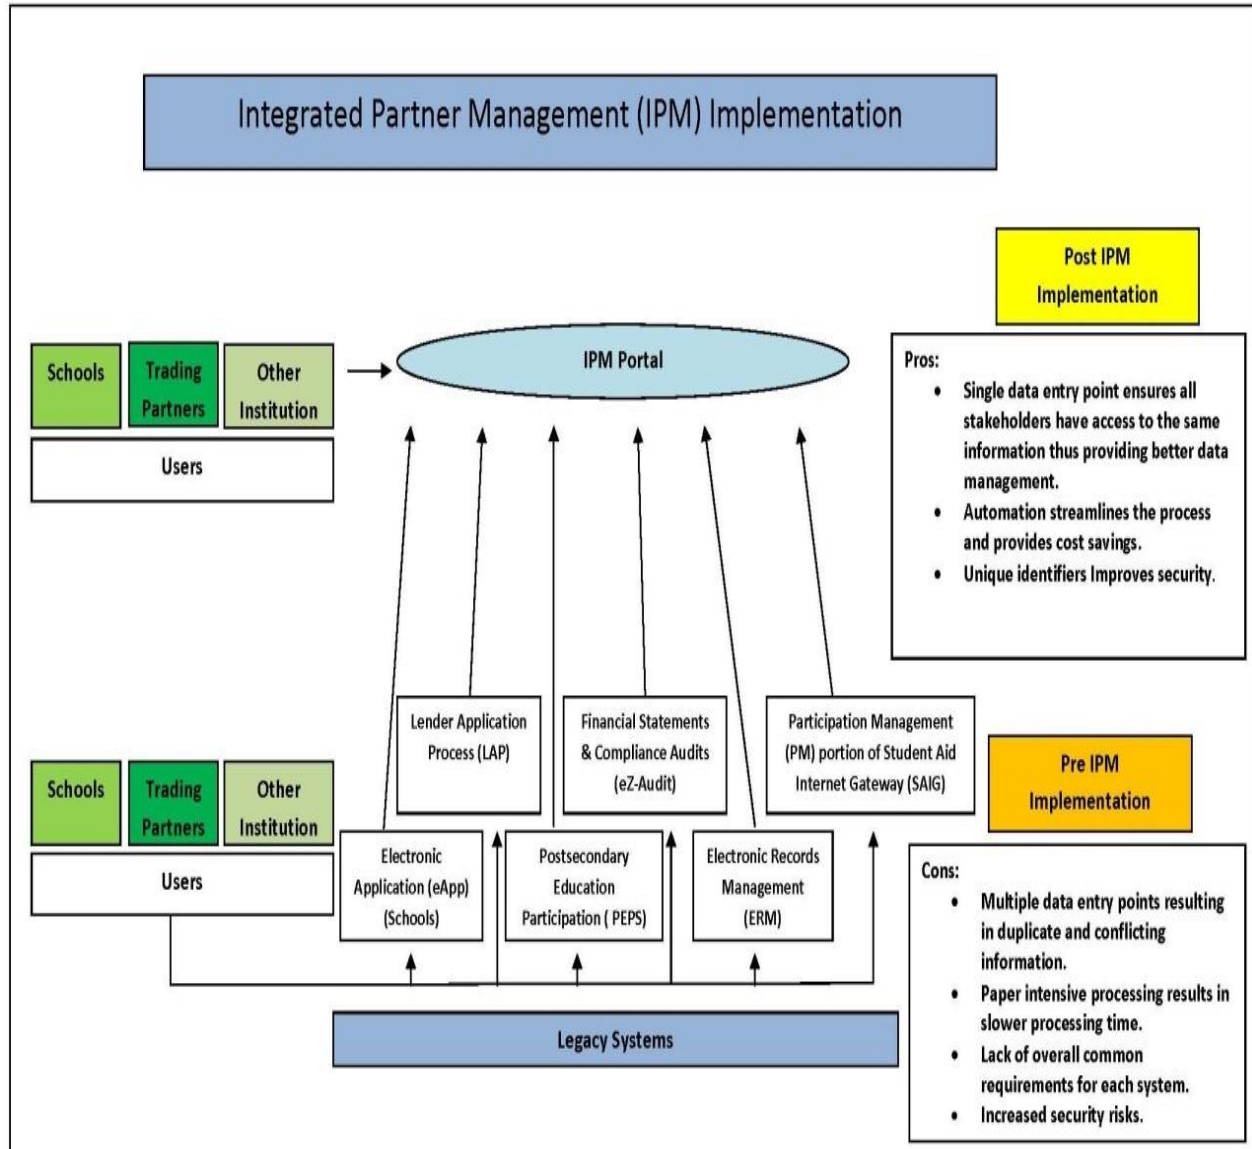 Integrated Partner Management (IPM) Implementation
Post IPM
Implementation
Schools
Trading
Partners
Other
Institution
Users
IPM Portal
Pros:
• Single data entry point ensures all
stakeholders have access to the same
information thus providing better data
management.
• Automation streamlines the process
and provides cost savings.
• Unique identifiers Improves security.
Lender Application
Process (LAP)
Financial Statements
& Compliance Audits
(eZ-Audit)
Participation Management
(PM) portion of Student Aid
Internet Gateway (SAIG)
Pre IPM
Implementation
Schools
Trading
Partners
Other
Institution
Users
Electronic
Application (eApp)
(Schools)
Postsecondary
Education
Participation ( PEPS)
Electronic Records
Management
(ERM)
Cons:
• Multiple data entry points resulting
in duplicate and conflicting
information.
• Paper intensive processing results in
slower processing time.
• Lack of overall common
requirements for each system.
• Increased security risks.
Legacy Systems